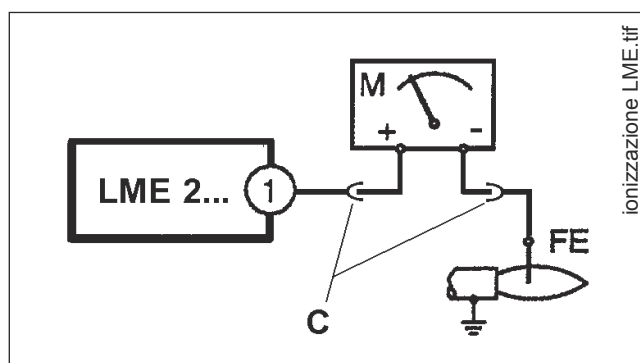 M
+ -
LME 2... 1
FE
C
ionizzazione LME.tif